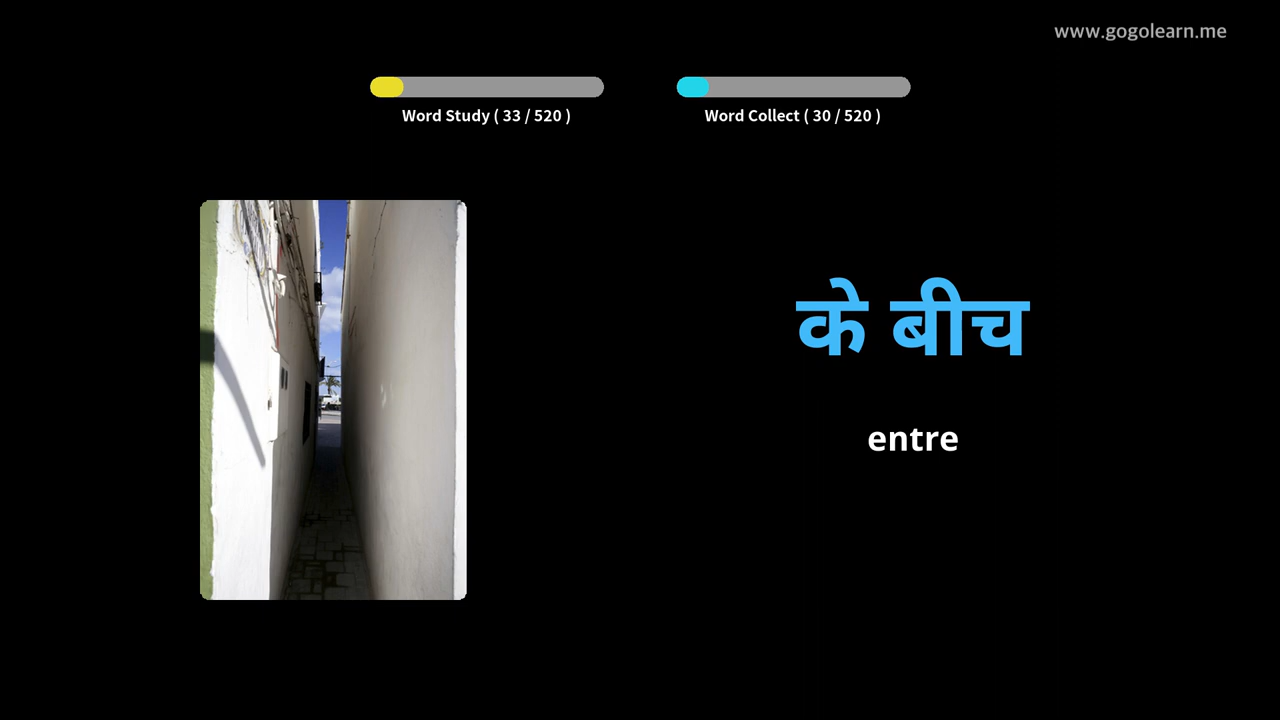 www.gogolearn.me
Word Study ( 33 / 520 )
Word Collect ( 30 / 520 )
के बीच
entre